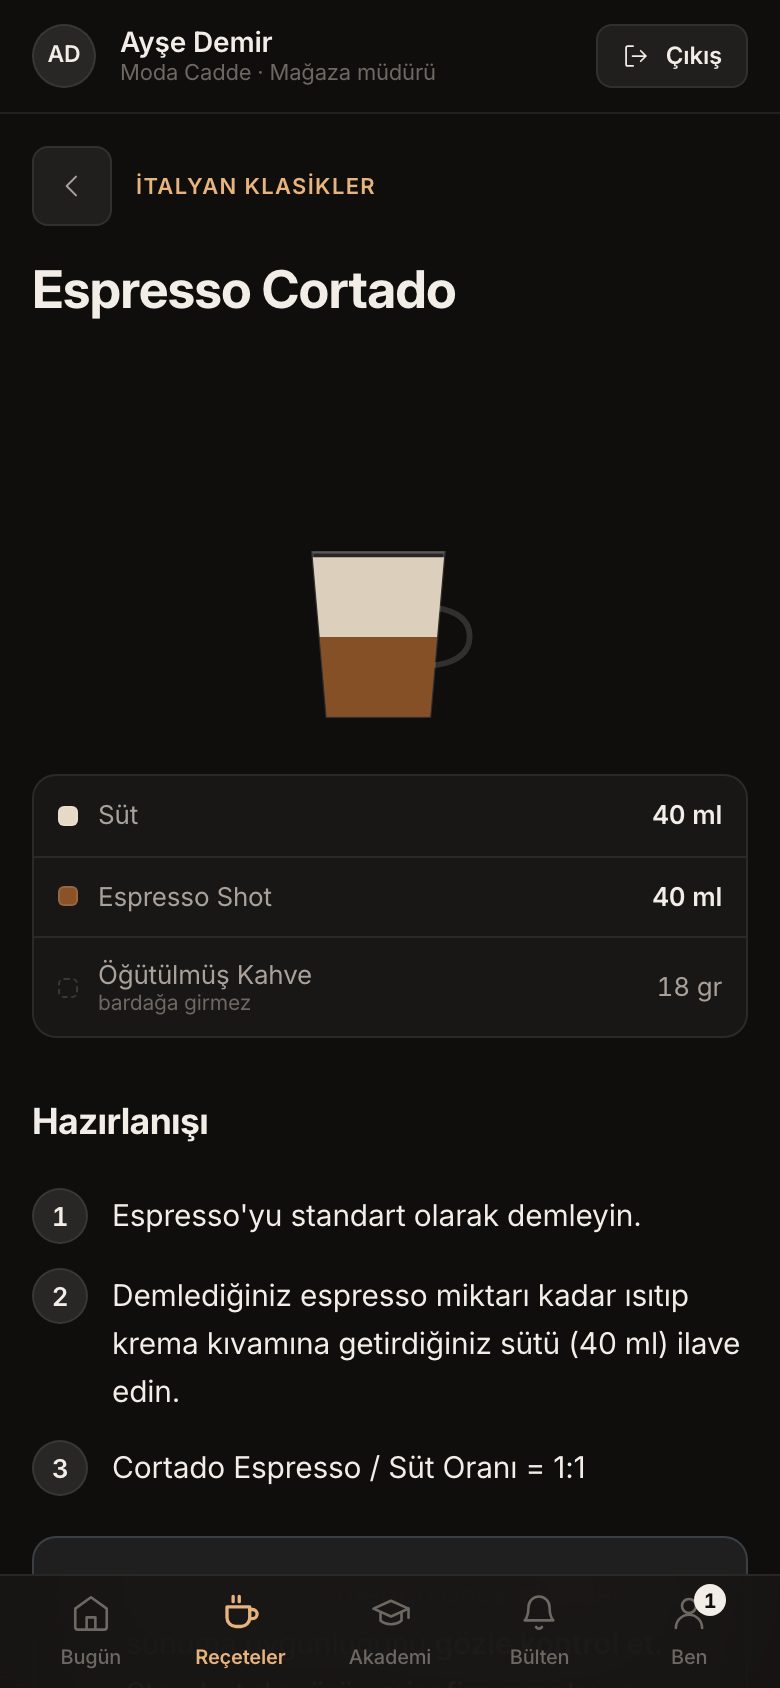 AD
Ayşe Demir
Moda Cadde · Mağaza müdürü
Çıkış
İTALYAN KLASİKLER
Espresso Cortado
Süt 40 ml
Espresso Shot 40 ml
Öğütülmüş Kahve 18 gr
bardağa girmez
Hazırlanışı
1 Espresso'yu standart olarak demleyin.
2 Demlediğiniz espresso miktarı kadar ısıtıp
krema kıvamına getirdiğiniz sütü (40 ml) ilave
edin.
3 Cortado Espresso / Süt Oranı = 1:1
1
Bugün Reçeteler Akademi Bülten Ben